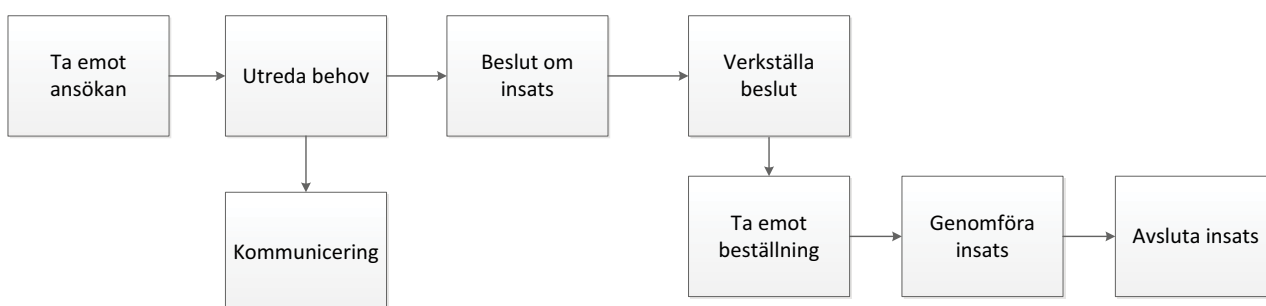 Ta emot
ansökan
Utreda behov
Beslut om
insats
Verkställa
beslut
Kommunicering
Ta emot
beställning
Genomföra
insats
Avsluta insats